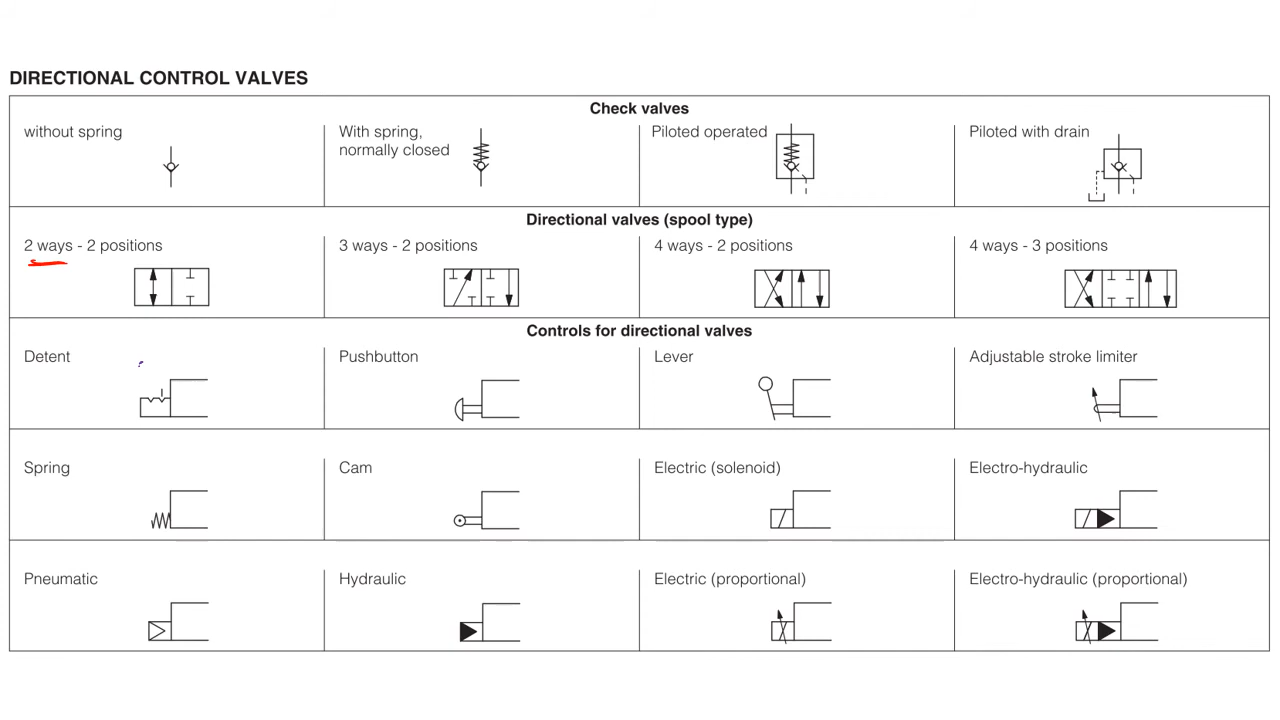 DIRECTIONAL CONTROL VALVES
Check valves
without spring
With spring,
normally closed
Piloted operated
Piloted with drain
Directional valves (spool type)
2 ways - 2 positions
3 ways - 2 positions
4 ways - 2 positions
4 ways - 3 positions
Controls for directional valves
Detent
Pushbutton
Lever
Adjustable stroke limiter
Spring
Cam
Electric (solenoid)
Electro-hydraulic
Pneumatic
Hydraulic
Electric (proportional)
Electro-hydraulic (proportional)